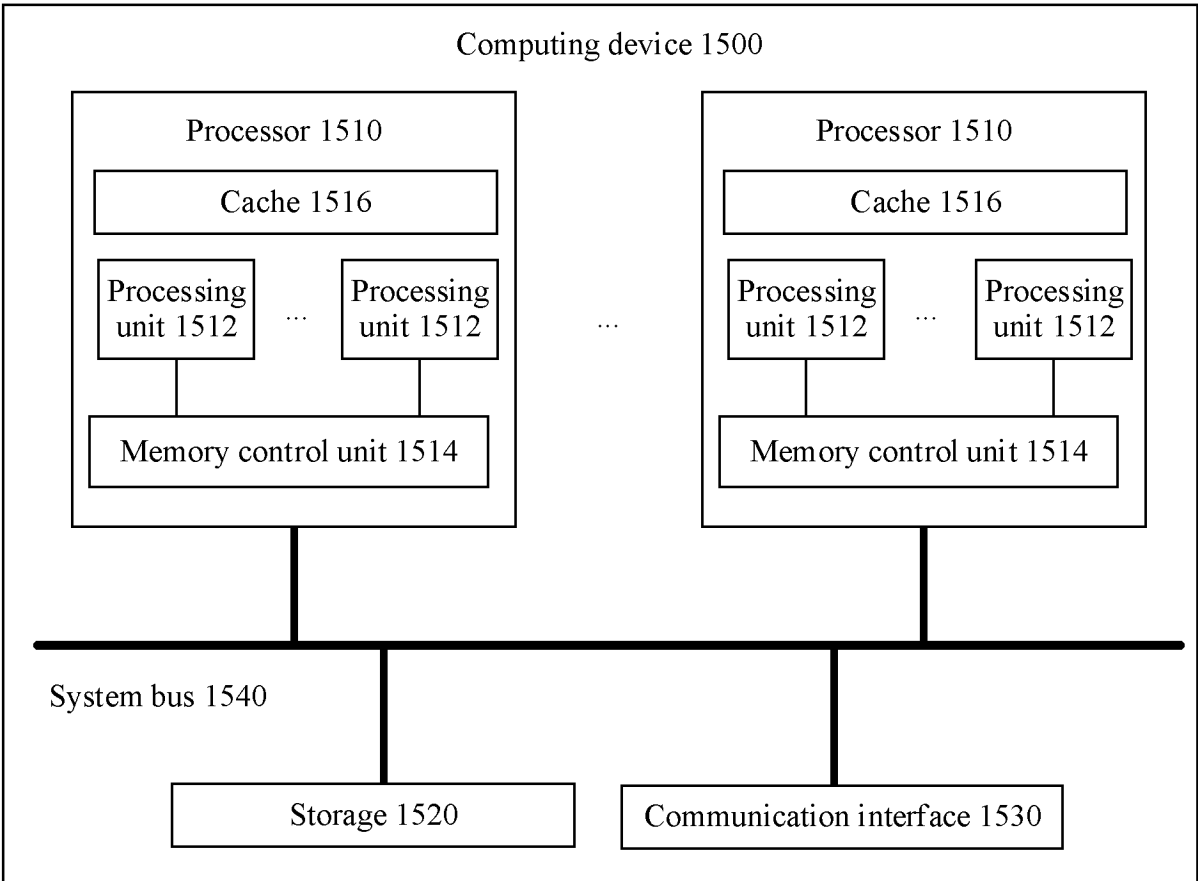 Computing device 1500
Processor 1510
Cache 1516
Processing
unit 1512
...
Processing
unit 1512
Memory control unit 1514
...
Processor 1510
Cache 1516
Processing
unit 1512
...
Processing
unit 1512
Memory control unit 1514
System bus 1540
Storage 1520
Communication interface 1530